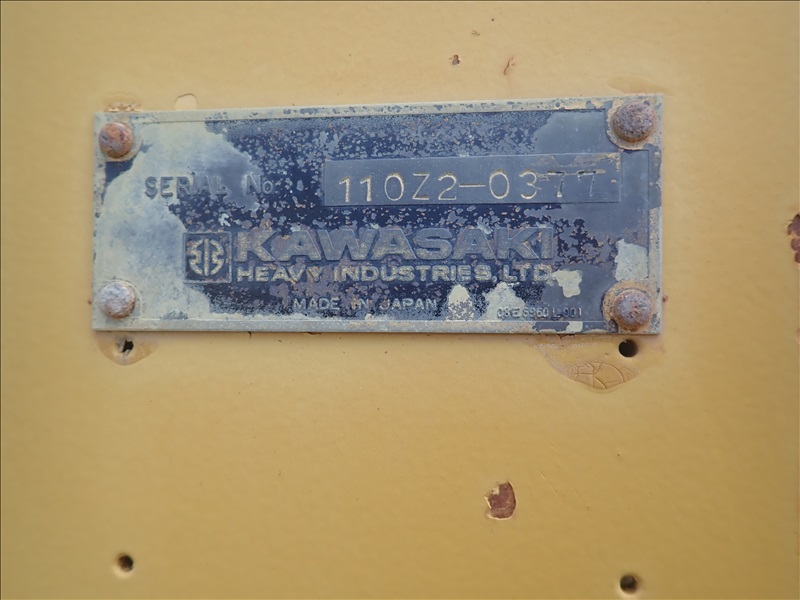 SERIAL No. 110Z2-0377
KAWASAKI
HEAVY INDUSTRIES, LTD.
MADE IN JAPAN